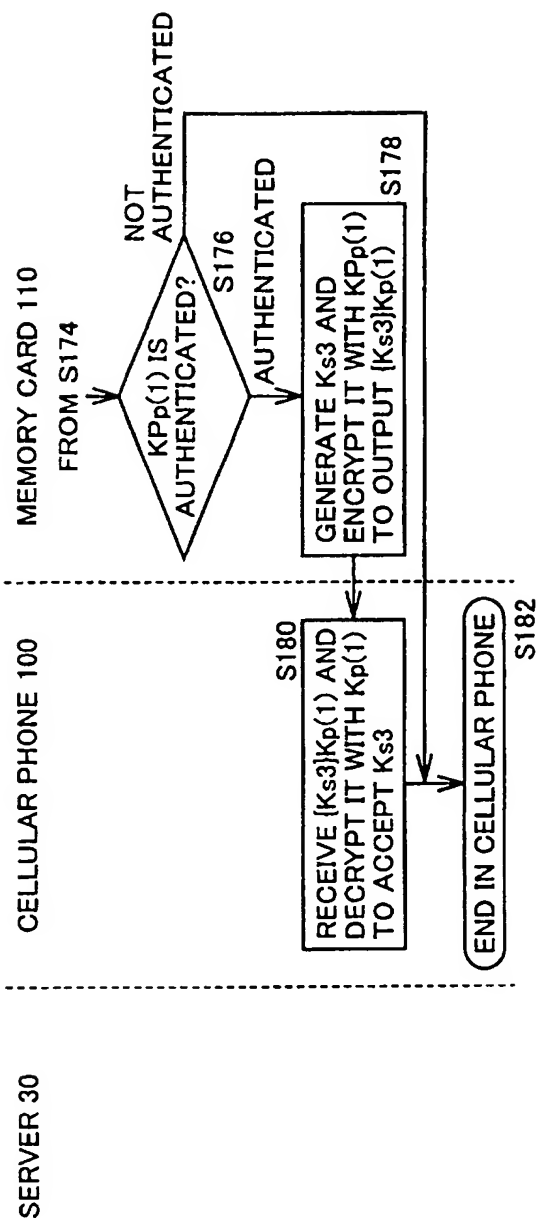 SERVER 30
CELLULAR PHONE 100
MEMORY CARD 110
FROM S174
KPp(1) IS
AUTHENTICATED?
S176
NOT
AUTHENTICATED
AUTHENTICATED
S178
GENERATE Ks3 AND
ENCRYPT IT WITH KPp(1)
TO OUTPUT {Ks3}Kp(1)
S180
RECEIVE {Ks3}Kp(1) AND
DECRYPT IT WITH Kp(1)
TO ACCEPT Ks3
END IN CELLULAR PHONE
S182